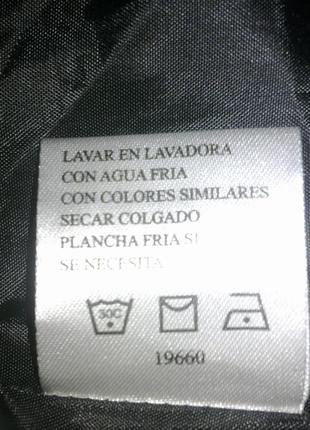 LAVAR EN LAVADORA
CON AGUA FRIA
CON COLORES SIMILARES
SECAR COLGADO
PLANCHA FRIA SI
SE NECESITA
30C
19660